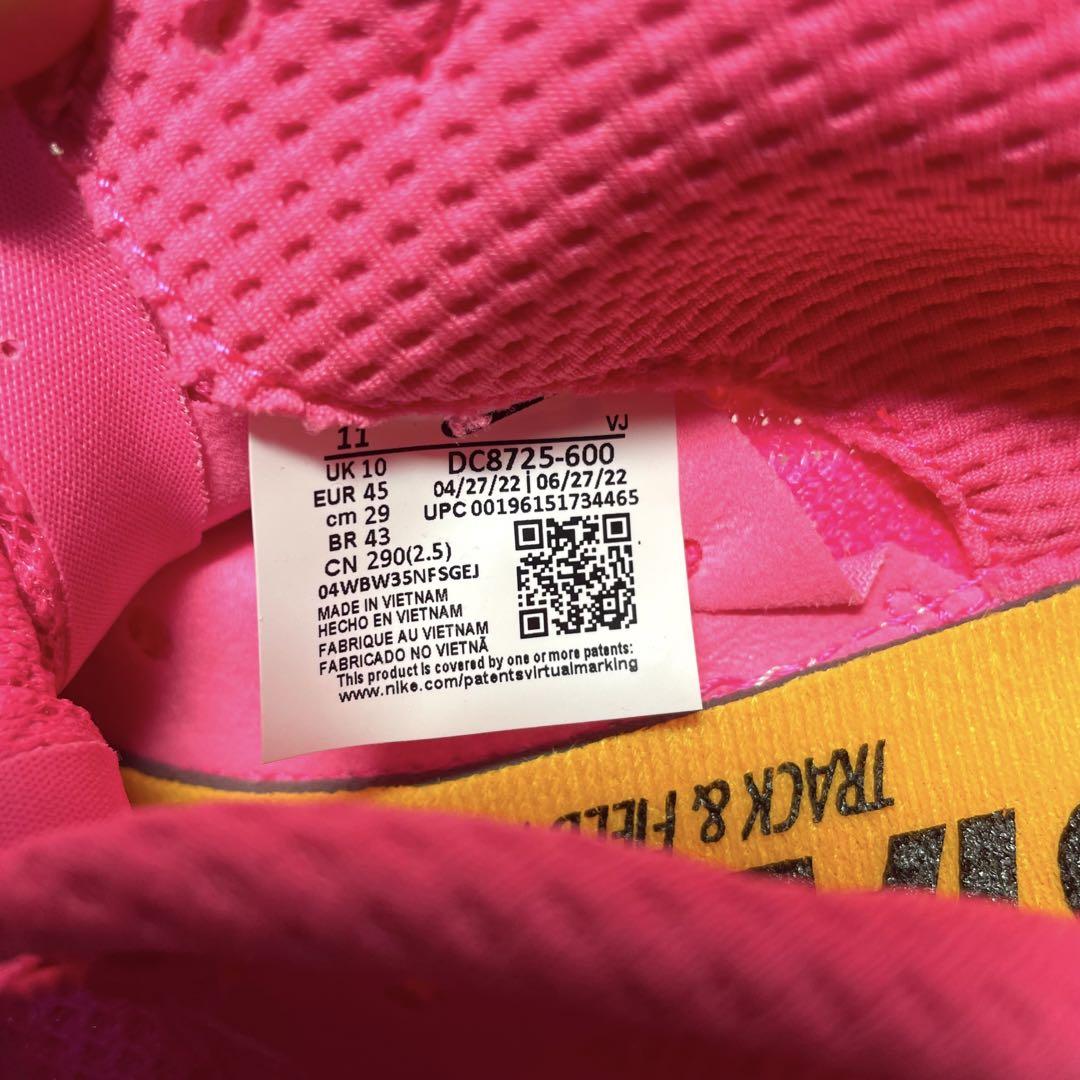 11
VJ
UK 10
DC8725-600
EUR 45
04/27/22 | 06/27/22
cm 29
UPC 00196151734465
BR 43
CN 290(2.5)
04WBW35NFSGEJ
MADE IN VIETNAM
HECHO EN VIETNAM
FABRIQUE AU VIETNAM
FABRICADO NO VIETNÃ
This product is covered by one or more patents:
www.nike.com/patentsvirtualmarking
TRACK & FIELD